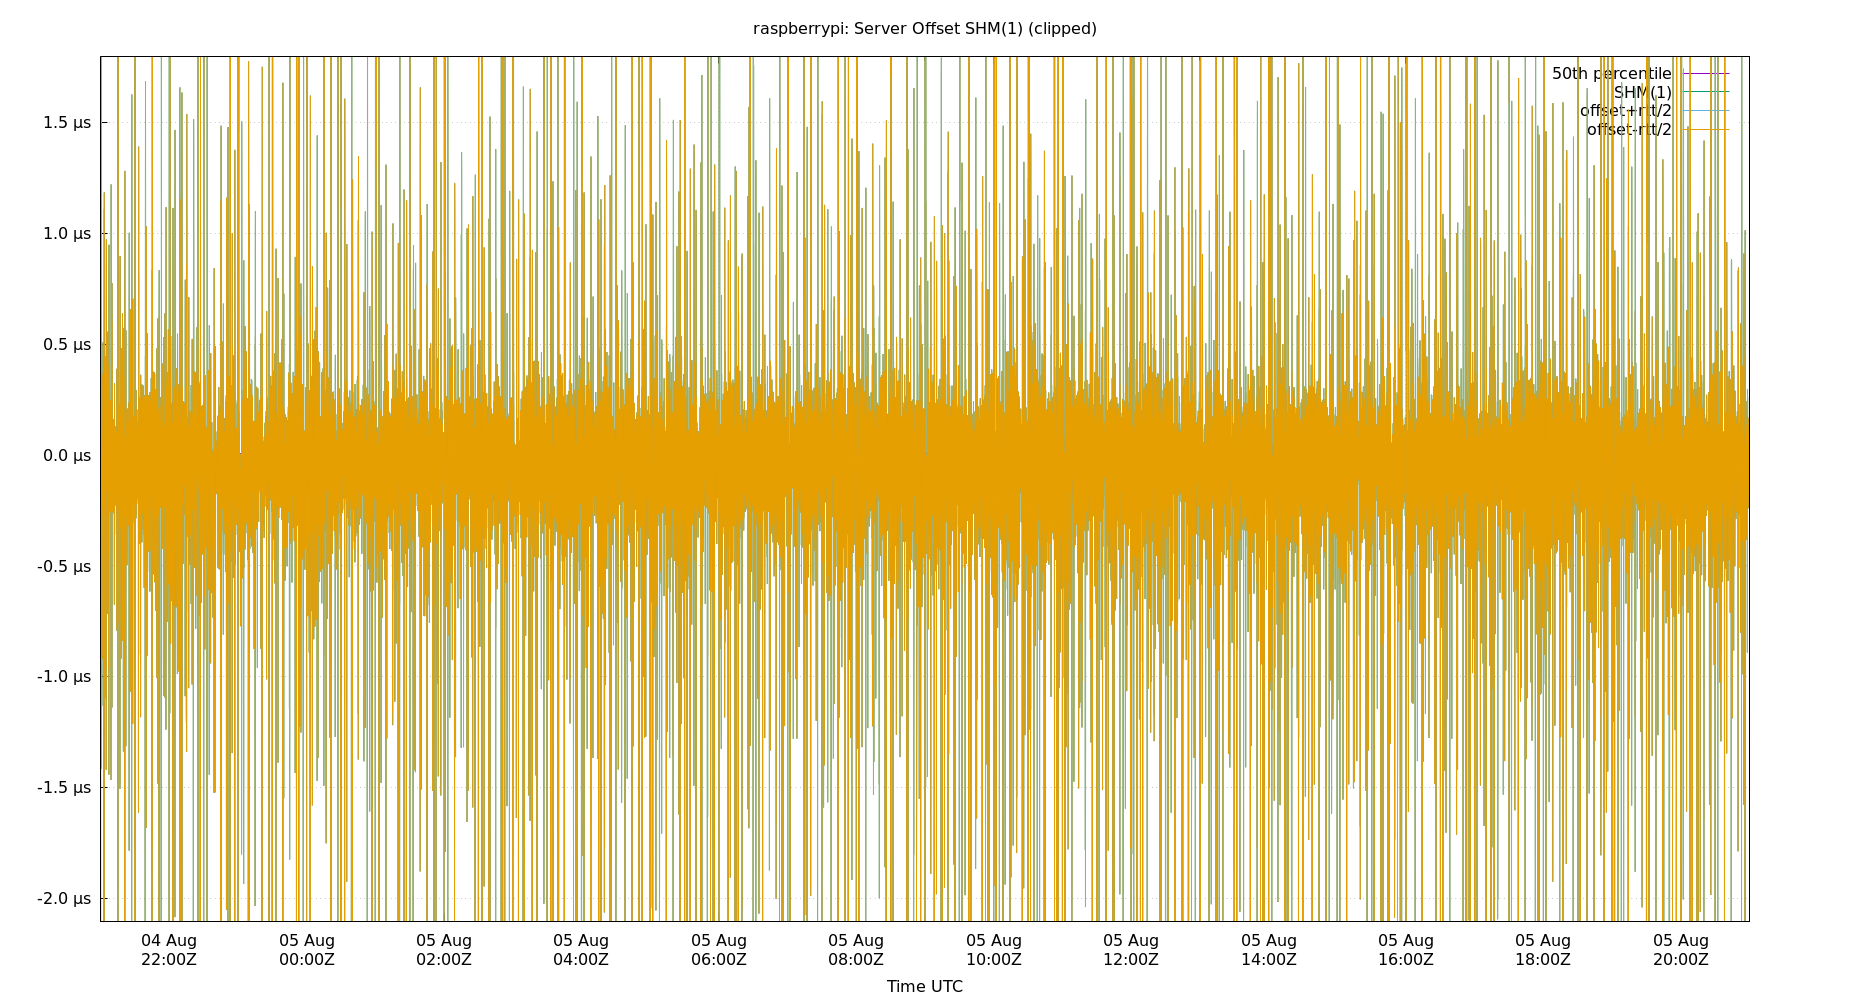 raspberrypi: Server Offset SHM(1) (clipped)
50th percentile
SHM(1)
offset+rtt/2
offset-rtt/2
1.5 µs
1.0 µs
0.5 µs
0.0 µs
-0.5 µs
-1.0 µs
-1.5 µs
-2.0 µs
04 Aug 05 Aug 05 Aug 05 Aug 05 Aug 05 Aug 05 Aug 05 Aug 05 Aug 05 Aug 05 Aug 05 Aug
22:00Z 00:00Z 02:00Z 04:00Z 06:00Z 08:00Z 10:00Z 12:00Z 14:00Z 16:00Z 18:00Z 20:00Z
Time UTC